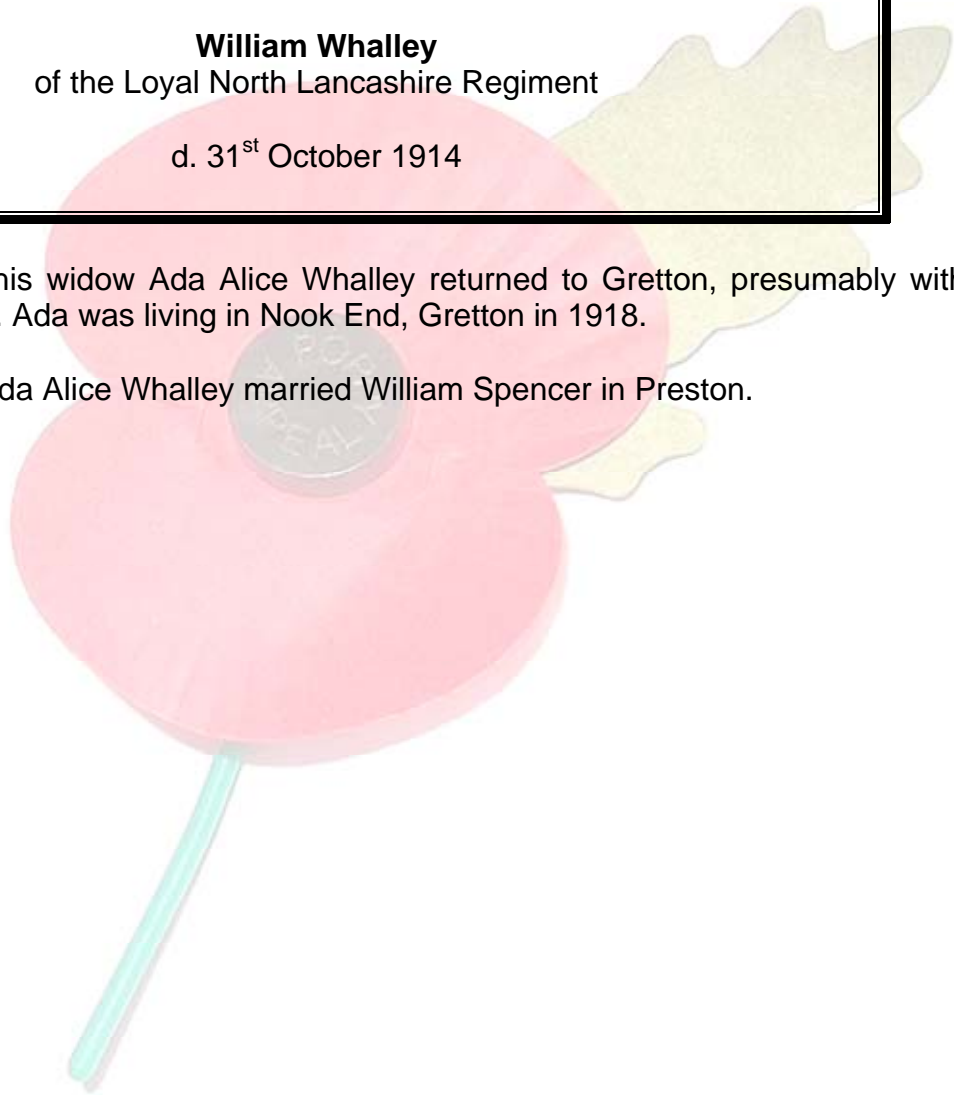 William Whalley
of the Loyal North Lancashire Regiment
d. 31st October 1914
his widow Ada Alice Whalley returned to Gretton, presumably with
. Ada was living in Nook End, Gretton in 1918.
da Alice Whalley married William Spencer in Preston.
POPPY
APPEAL